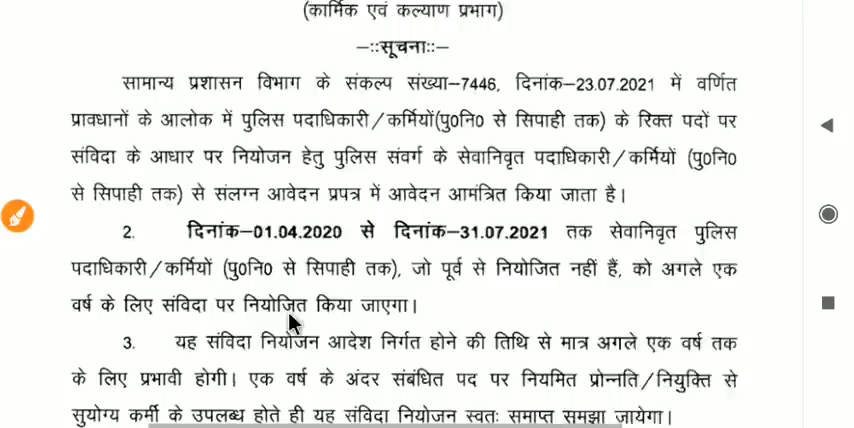 (कार्मिक एवं कल्याण प्रभाग)
–::सूचना::–
सामान्य प्रशासन विभाग के संकल्प संख्या–7446, दिनांक–23.07.2021 में वर्णित
प्रावधानों के आलोक में पुलिस पदाधिकारी/कर्मियों(पु0नि0 से सिपाही तक) के रिक्त पदों पर
संविदा के आधार पर नियोजन हेतु पुलिस संवर्ग के सेवानिवृत पदाधिकारी/कर्मियों (पु0नि0
से सिपाही तक) से संलग्न आवेदन प्रपत्र में आवेदन आमंत्रित किया जाता है।
2. दिनांक–01.04.2020 से दिनांक–31.07.2021 तक सेवानिवृत पुलिस
पदाधिकारी/कर्मियों (पु0नि0 से सिपाही तक), जो पूर्व से नियोजित नहीं हैं, को अगले एक
वर्ष के लिए संविदा पर नियोजित किया जाएगा।
3. यह संविदा नियोजन आदेश निर्गत होने की तिथि से मात्र अगले एक वर्ष तक
के लिए प्रभावी होगी। एक वर्ष के अंदर संबंधित पद पर नियमित प्रोन्नति/नियुक्ति से
सुयोग्य कर्मी के उपलब्ध होते ही यह संविदा नियोजन स्वतः समाप्त समझा जायेगा।